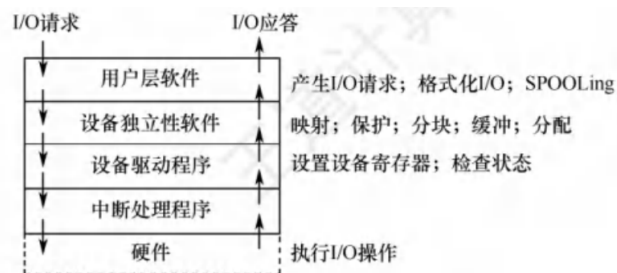 I/O请求 I/O应答
用户层软件 产生I/O请求；格式化I/O；SPOOLing
设备独立性软件 映射；保护；分块；缓冲；分配
设备驱动程序 设置设备寄存器；检查状态
中断处理程序
硬件 执行I/O操作